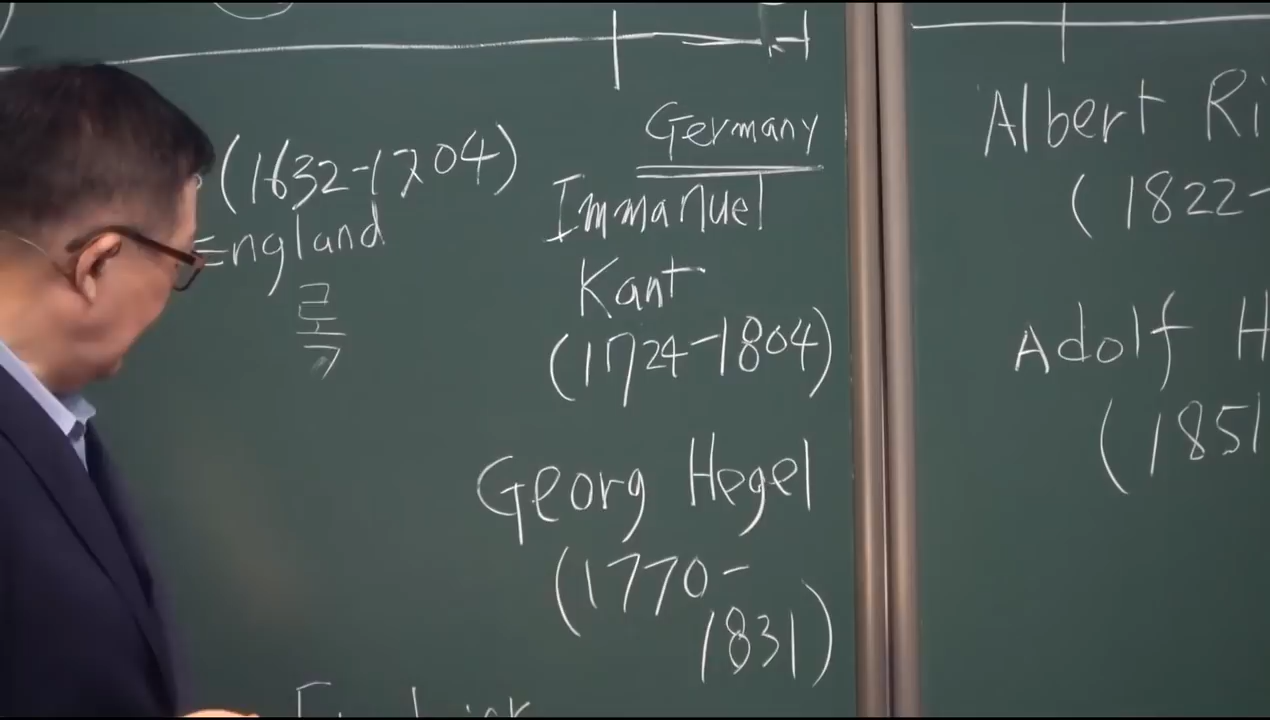 (1632-1704)
England
로
크
Germany
Immanuel
Kant
(1724-1804)
Georg Hegel
(1770-
1831)
Albert Ri
(1822-
Adolf H
(1851